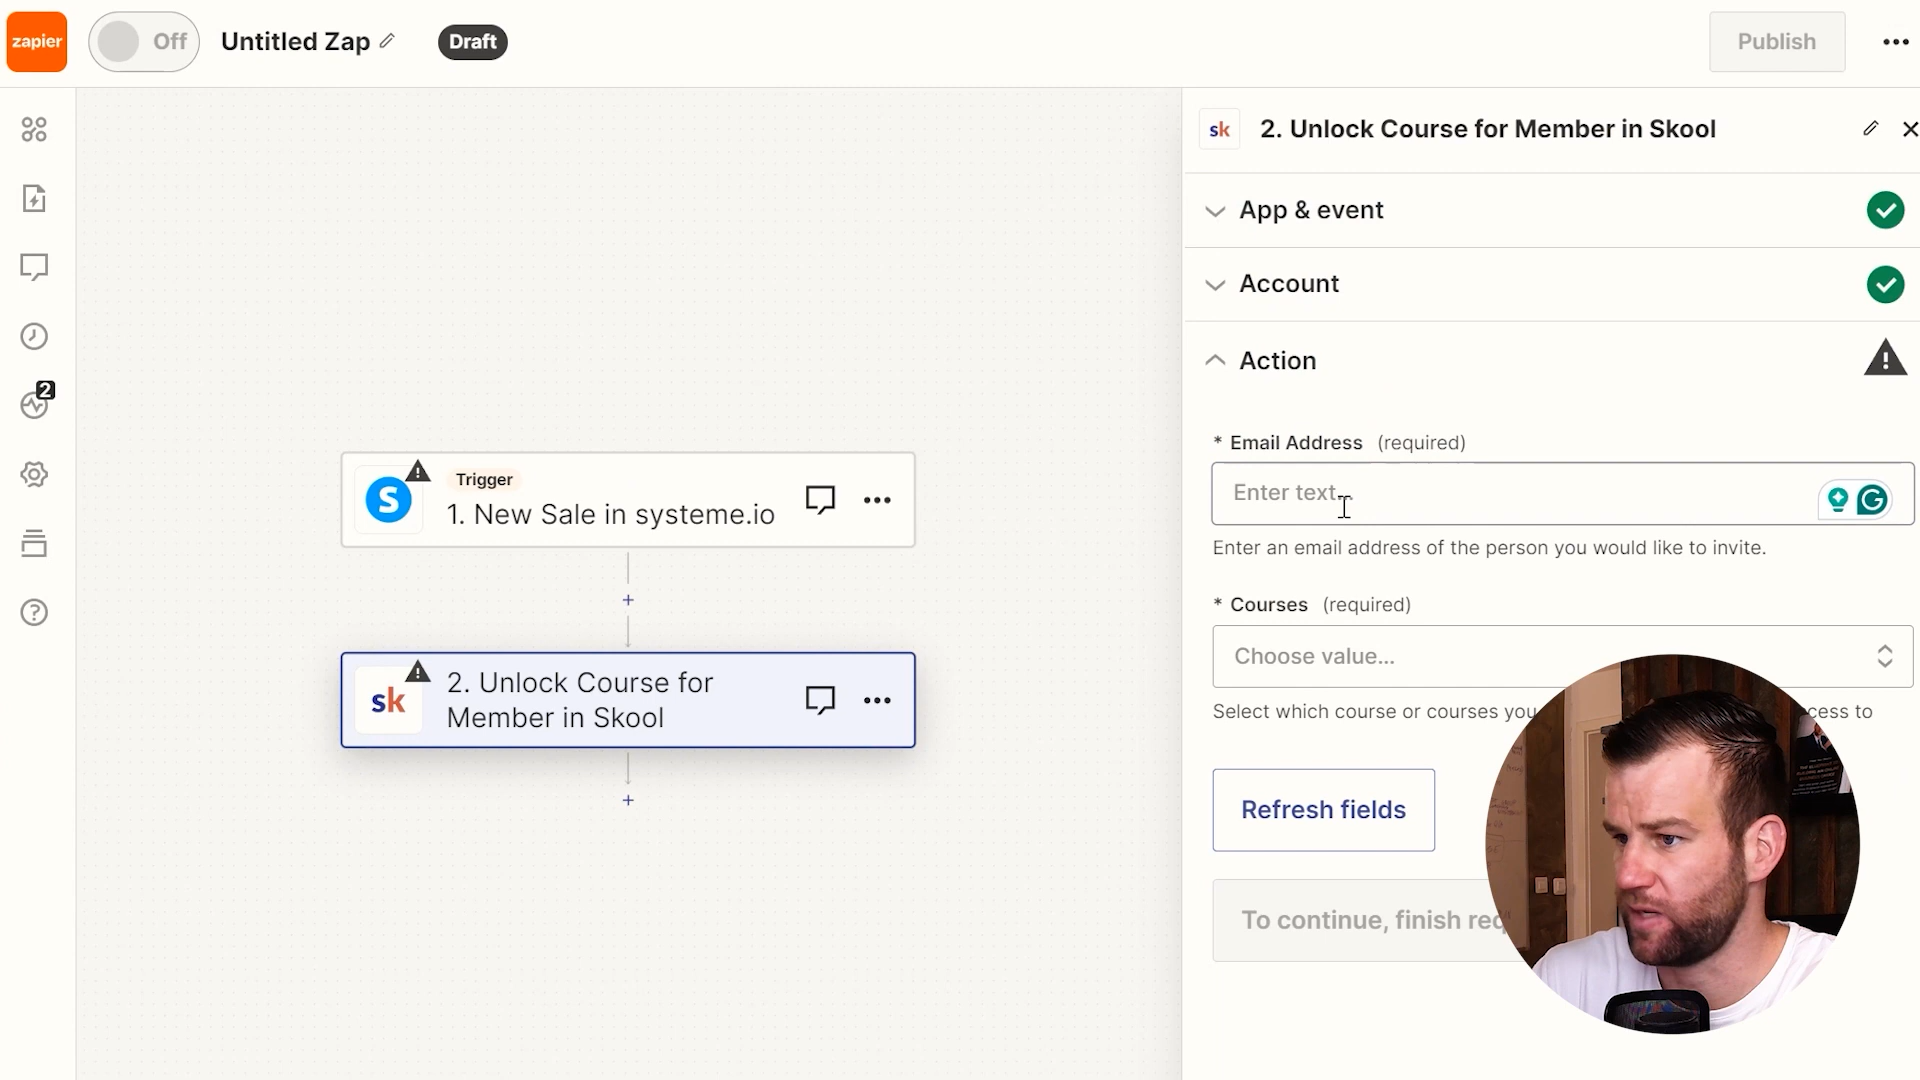 zapier
Off
Untitled Zap
Draft
Publish
2
Trigger
1. New Sale in systeme.io
sk
2. Unlock Course for
Member in Skool
sk
2. Unlock Course for Member in Skool
App & event
Account
Action
* Email Address (required)
Enter text...
Enter an email address of the person you would like to invite.
* Courses (required)
Choose value...
Select which course or courses you
to
Refresh fields
To continue, finish